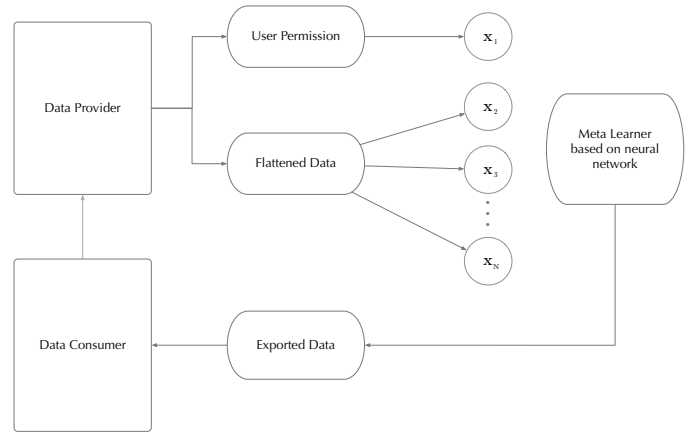 User Permission
x1
Data Provider
x2
Flattened Data
x3
Meta Learner
based on neural
network
xN
Data Consumer
Exported Data